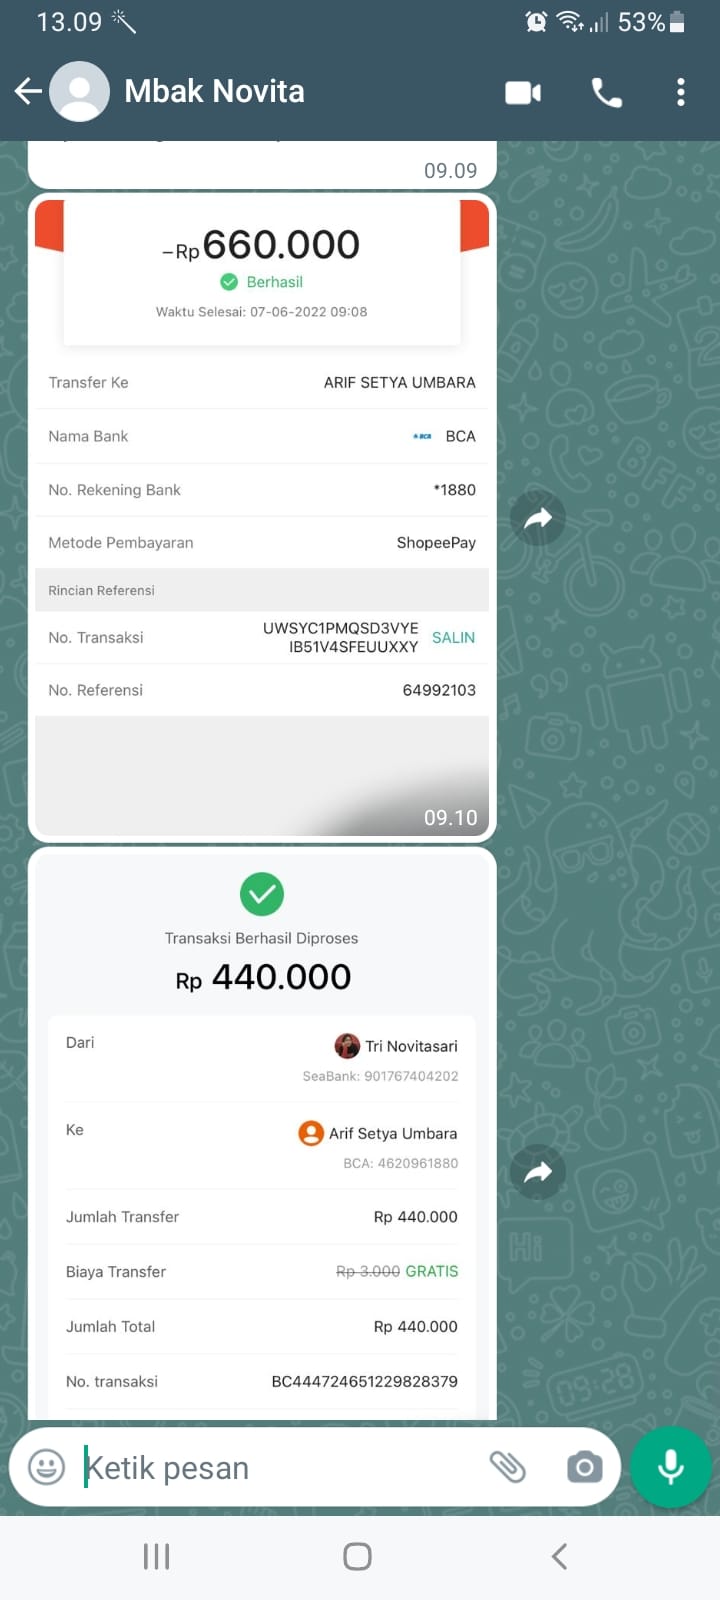 13.09
53%
Mbak Novita
09.09
-Rp660.000
Berhasil
Waktu Selesai: 07-06-2022 09:08
Transfer Ke ARIF SETYA UMBARA
Nama Bank BCA BCA
No. Rekening Bank *1880
Metode Pembayaran ShopeePay
Rincian Referensi
No. Transaksi UWSYC1PMQSD3VYE SALIN
IB51V4SFEUUXXY
No. Referensi 64992103
09.10
Transaksi Berhasil Diproses
Rp 440.000
Dari Tri Novitasari
SeaBank: 901767404202
Ke Arif Setya Umbara
BCA: 4620961880
Jumlah Transfer Rp 440.000
Biaya Transfer Rp 3.000 GRATIS
Jumlah Total Rp 440.000
No. transaksi BC444724651229828379
Ketik pesan